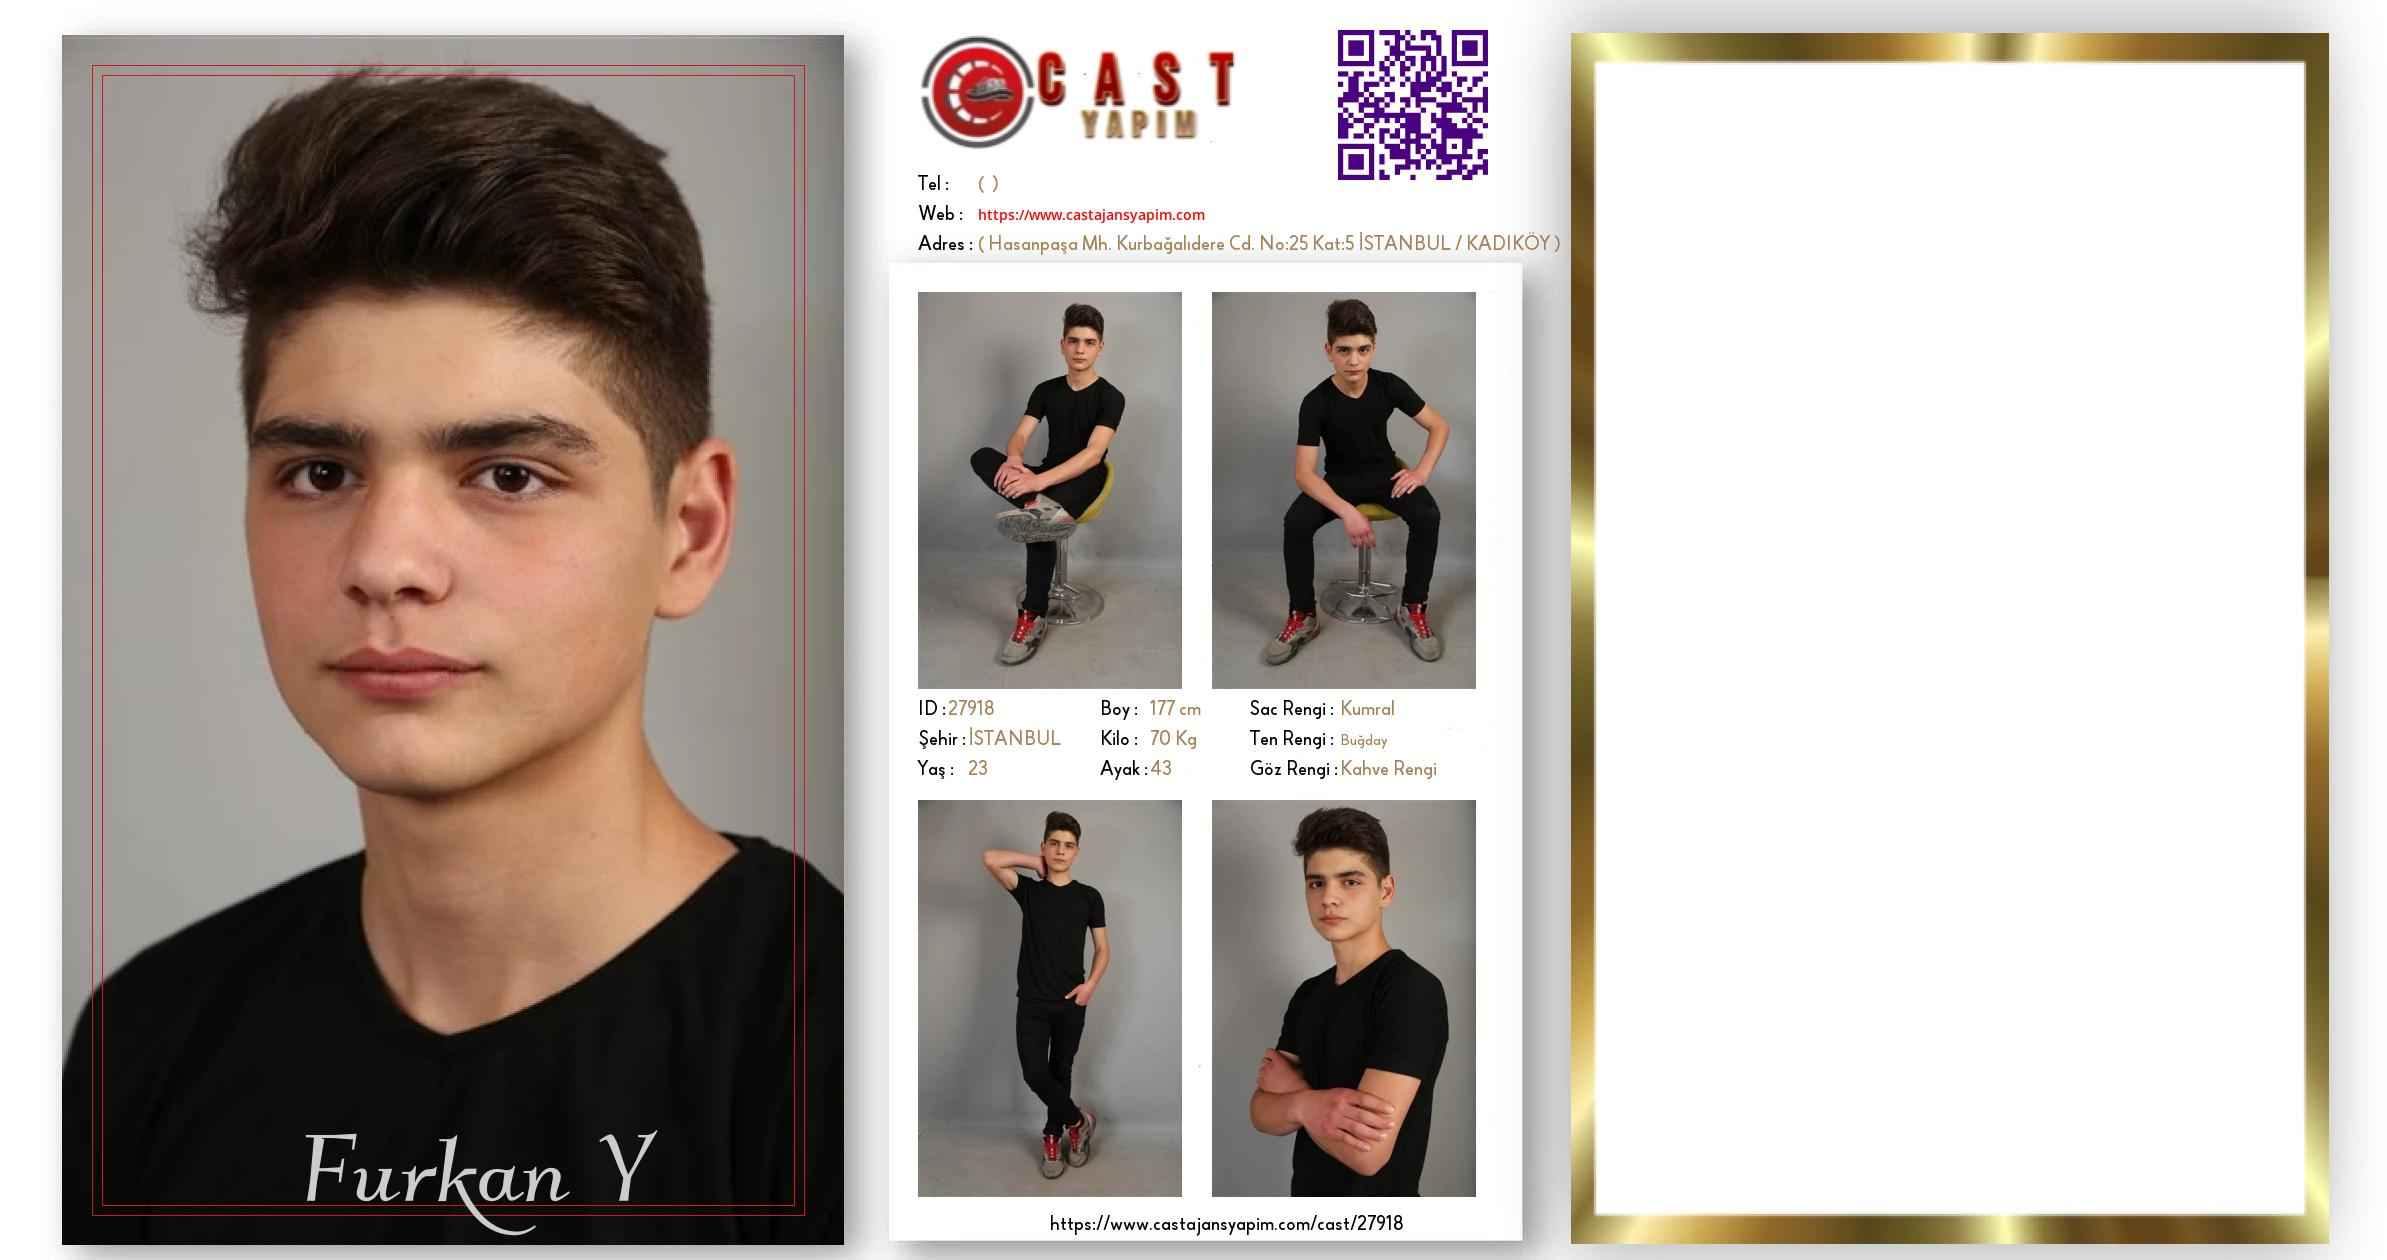 Furkan Y
CAST
YAPIM
Tel : ( )
Web : https://www.castajansyapim.com
Adres : ( Hasanpaşa Mh. Kurbağalıdere Cd. No:25 Kat:5 İSTANBUL / KADIKÖY )
ID : 27918 Boy : 177 cm Sac Rengi : Kumral
Şehir : İSTANBUL Kilo : 70 Kg Ten Rengi : Buğday
Yaş : 23 Ayak : 43 Göz Rengi : Kahve Rengi
https://www.castajansyapim.com/cast/27918